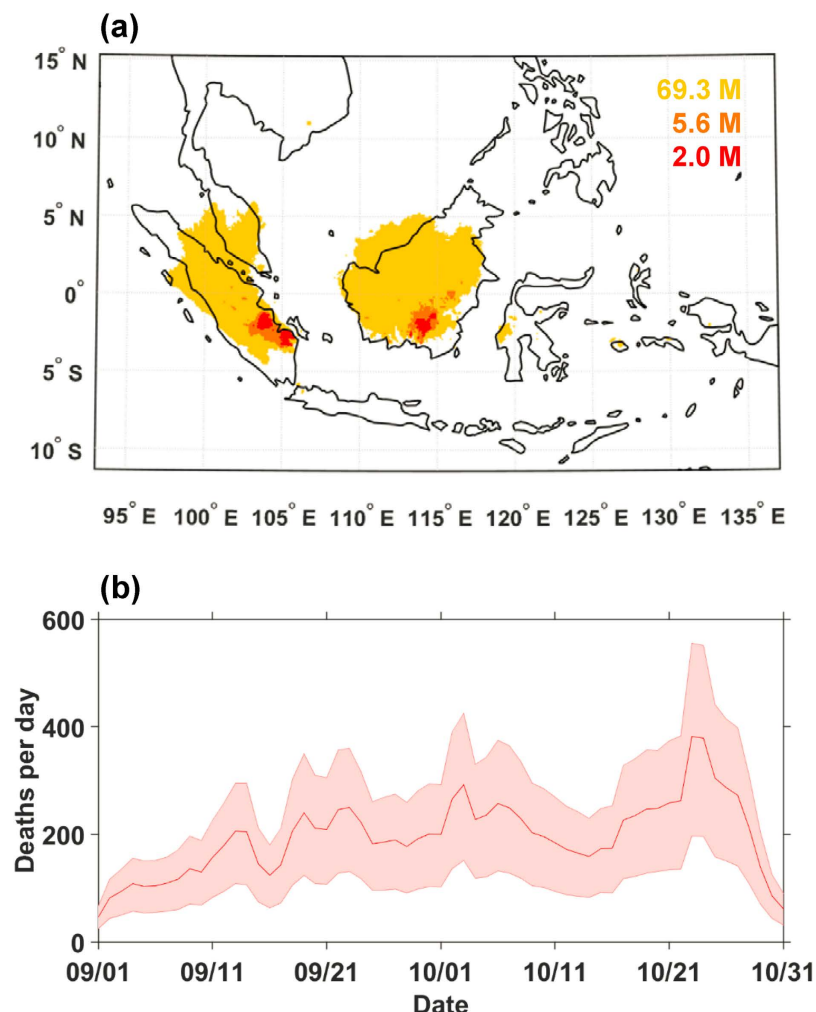 (a)
15° N
10° N
5° N
0°
5° S
10° S
69.3 M
5.6 M
2.0 M
95° E 100° E 105° E 110° E 115° E 120° E 125° E 130° E 135° E
(b)
Deaths per day
600
400
200
0
09/01 09/11 09/21 10/01 10/11 10/21 10/31
Date